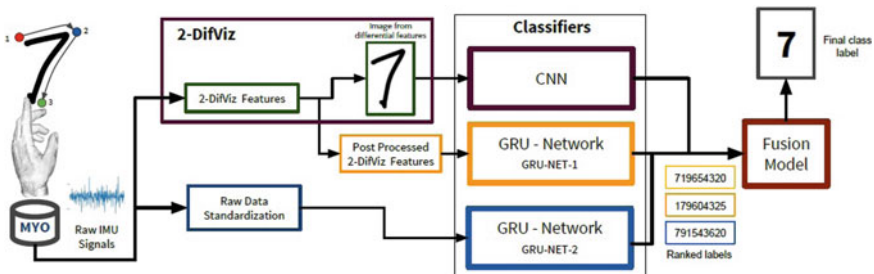 1
2
3
7
MYO
Raw IMU
Signals
2-DifViz
2-DifViz Features
Image from
differential features
7
Post Processed
2-DifViz Features
Raw Data
Standardization
Classifiers
CNN
GRU - Network
GRU-NET-1
GRU - Network
GRU-NET-2
719654320
179604325
791543620
Ranked labels
Fusion
Model
7
Final class
label